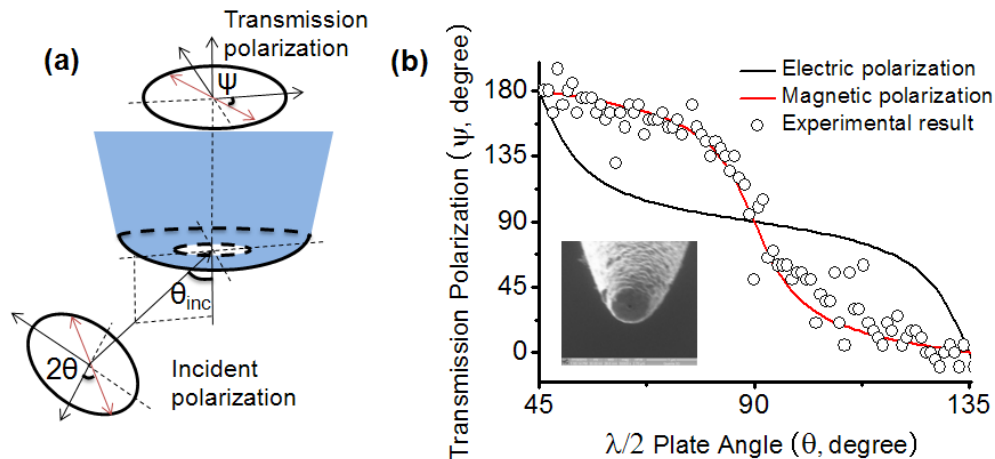 (a)
Transmission
polarization
Ψ
θinc
2θ
Incident
polarization
(b)
Transmission Polarization (Ψ, degree)
180
135
90
45
0
Electric polarization
Magnetic polarization
Experimental result
45
90
135
λ/2 Plate Angle (θ, degree)